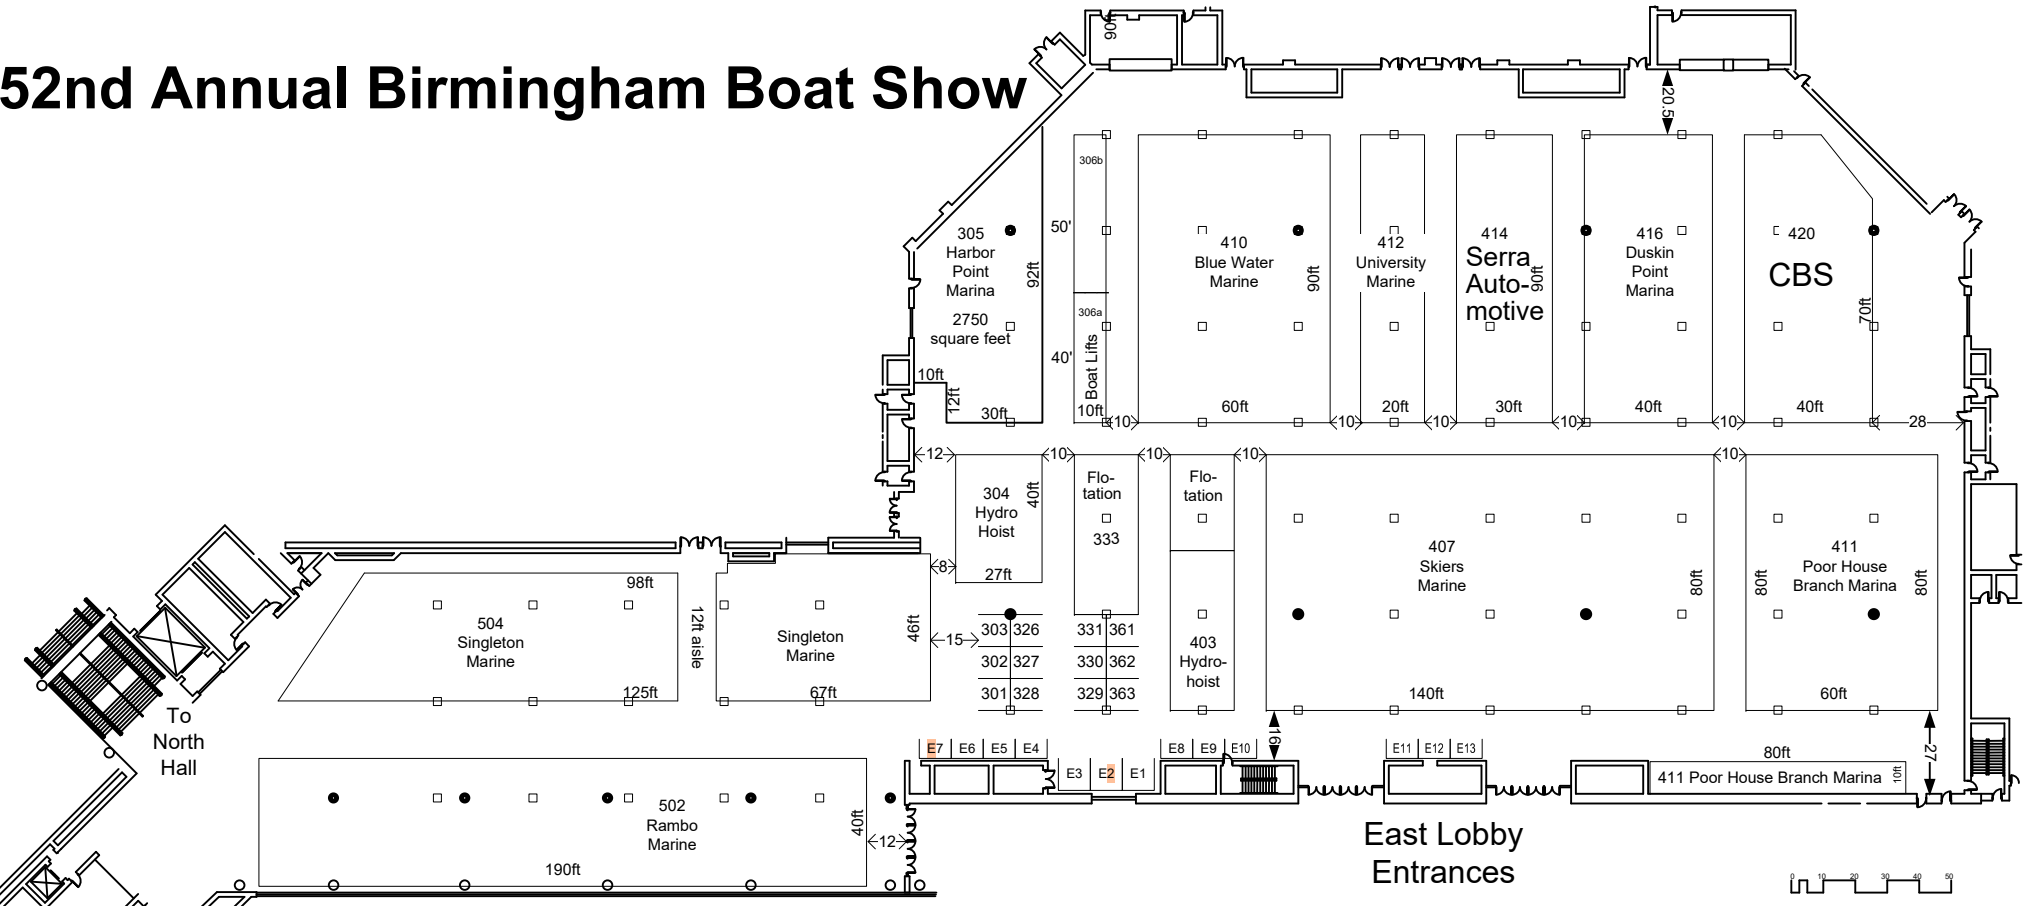 52nd Annual Birmingham Boat Show
306
20.5
306b
305
Harbor
Point
Marina
2750
square feet
92ft
10ft
12ft
30ft
50'
40'
306a
Boat Lifts
10ft
10
410
Blue Water
Marine
90ft
60ft
10
412
University
Marine
20ft
10
414
Serra
Auto-
motive
90ft
30ft
10
416
Duskin
Point
Marina
40ft
10
420
CBS
70ft
40ft
28
12
10
10
10
10
304
Hydro
Hoist
40ft
27ft
Flo-
tation
333
Flo-
tation
403
Hydro-
hoist
407
Skiers
Marine
80ft
140ft
411
Poor House
Branch Marina
80ft
80ft
60ft
8
15
303 326
302 327
301 328
331 361
330 362
329 363
98ft
504
Singleton
Marine
125ft
12ft aisle
Singleton
Marine
46ft
67ft
To
North
Hall
E7 E6 E5 E4
E3 E2 E1
E8 E9 E10
16
E11 E12 E13
80ft
411 Poor House Branch Marina
10ft
27
502
Rambo
Marine
40ft
190ft
12
East Lobby
Entrances
0 10 20 30 40 50